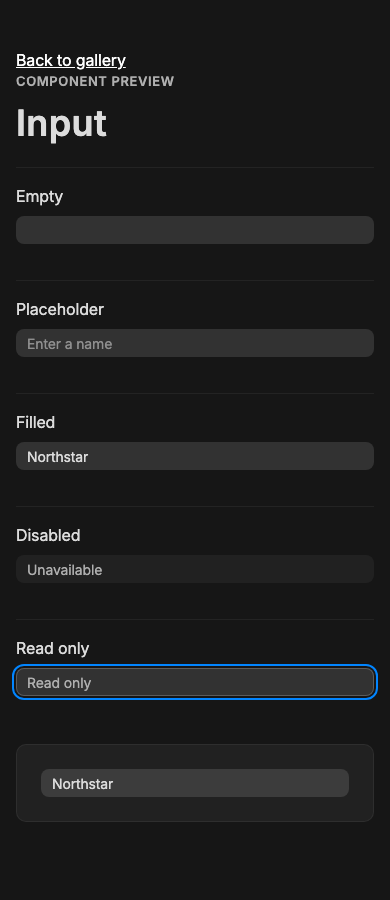 Back to gallery
COMPONENT PREVIEW
Input
Empty
Placeholder
Enter a name
Filled
Northstar
Disabled
Unavailable
Read only
Read only
Northstar